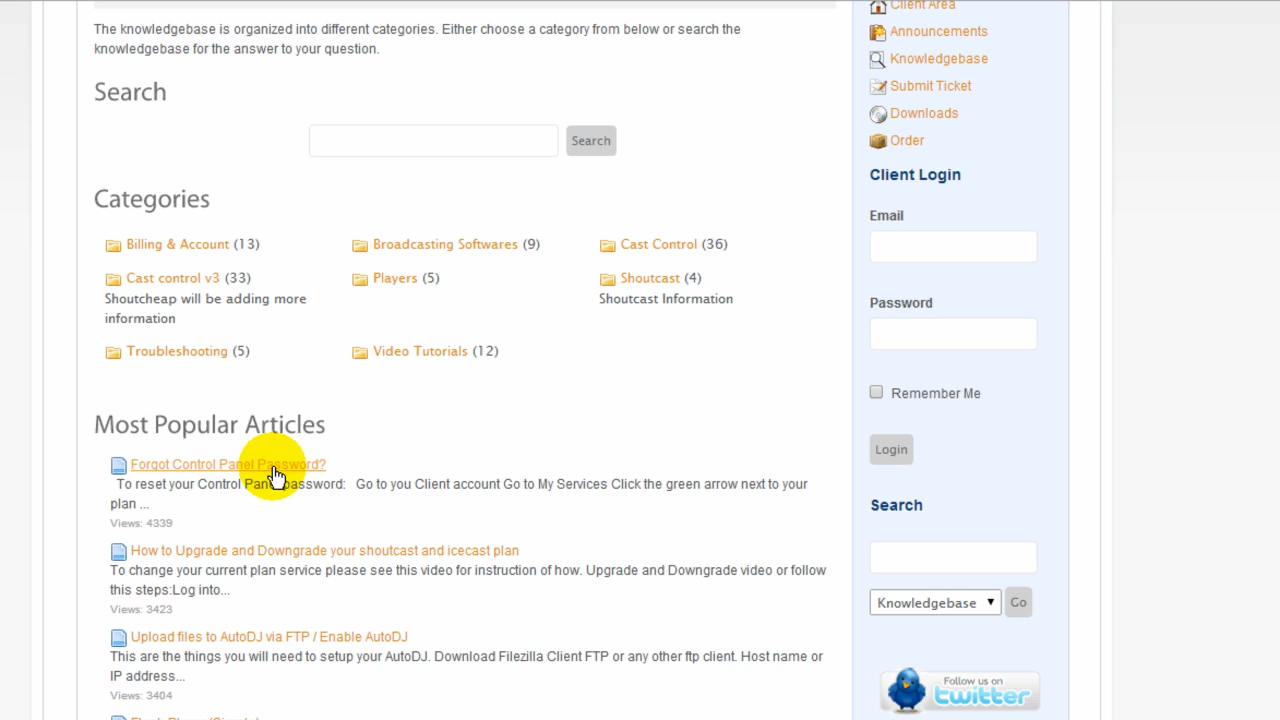 The knowledgebase is organized into different categories. Either choose a category from below or search the
knowledgebase for the answer to your question.
Search
Search
Categories
Billing & Account (13)
Broadcasting Softwares (9)
Cast Control (36)
Cast control v3 (33)
Shoutcheap will be adding more
information
Players (5)
Shoutcast (4)
Shoutcast Information
Troubleshooting (5)
Video Tutorials (12)
Most Popular Articles
Forgot Control Panel Password?
To reset your Control Panel password: Go to you Client account Go to My Services Click the green arrow next to your
plan ...
Views: 4339
How to Upgrade and Downgrade your shoutcast and icecast plan
To change your current plan service please see this video for instruction of how. Upgrade and Downgrade video or follow
this steps:Log into...
Views: 3423
Upload files to AutoDJ via FTP / Enable AutoDJ
This are the things you will need to setup your AutoDJ. Download Filezilla Client FTP or any other ftp client. Host name or
IP address...
Views: 3404
Client Area
Announcements
Knowledgebase
Submit Ticket
Downloads
Order
Client Login
Email
Password
Remember Me
Login
Search
Knowledgebase
Go
Follow us on
twitter